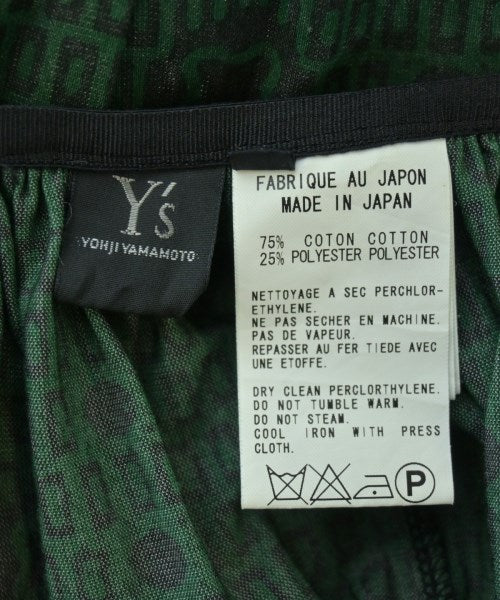 Y's
YOHJI YAMAMOTO
FABRIQUE AU JAPON
MADE IN JAPAN
75% COTON COTTON
25% POLYESTER POLYESTER
NETTOYAGE A SEC PERCHLOR-
ETHYLENE.
NE PAS SECHER EN MACHINE.
PAS DE VAPEUR.
REPASSER AU FER TIEDE AVEC
UNE ETOFFE.
DRY CLEAN PERCLORTHYLENE.
DO NOT TUMBLE WARM.
DO NOT STEAM.
COOL IRON WITH PRESS
CLOTH.
P